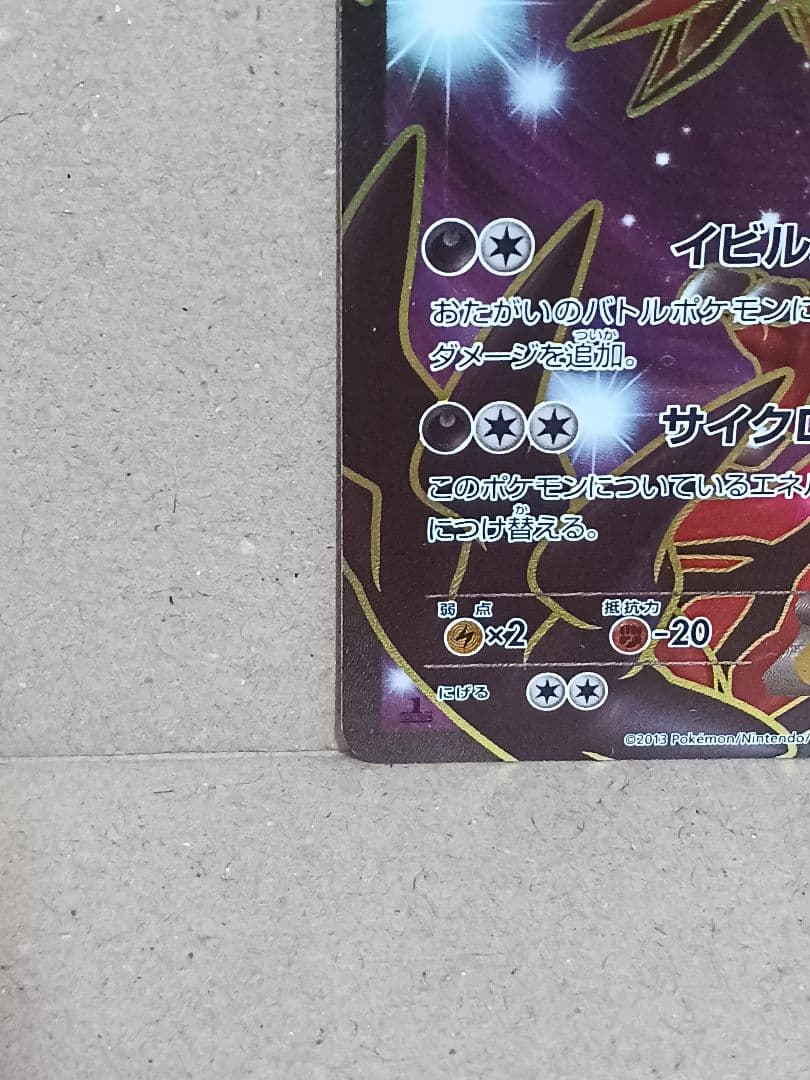 イビル
おたがいのバトルポケモンに
ついか
ダメージを追加。
サイクロ
このポケモンについているエネル
か
につけ替える。
弱点 抵抗力
×2 -20
にげる
1
©2013 Pokémon/Nintendo/